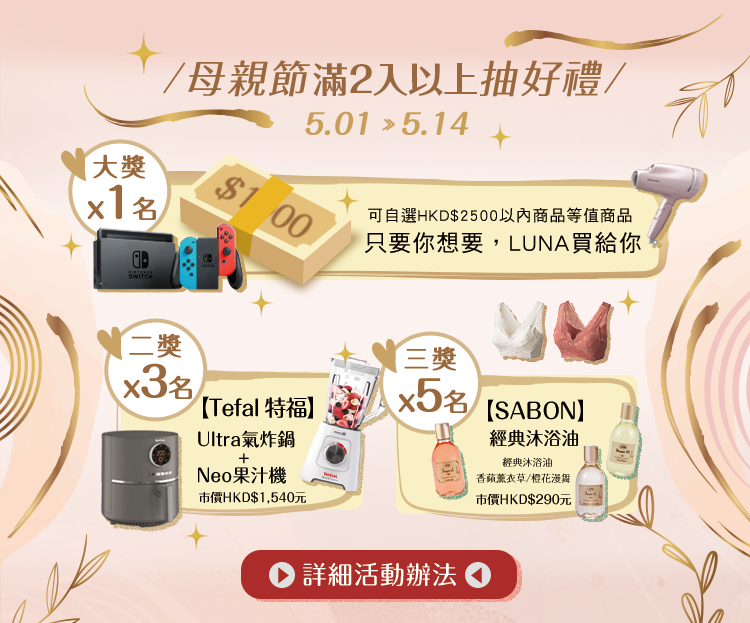 母親節滿2入以上抽好禮
5.01 » 5.14
大獎
x1名
NINTENDO
SWITCH
可自選HKD$2500以內商品等值商品
只要你想要，LUNA買給你
二獎
x3名
【Tefal 特福】
Ultra氣炸鍋
+
Neo果汁機
市價HKD$1,540元
三獎
x5名
【SABON】
經典沐浴油
經典沐浴油
香蘋薰衣草/橙花漫舞
市價HKD$290元
詳細活動辦法